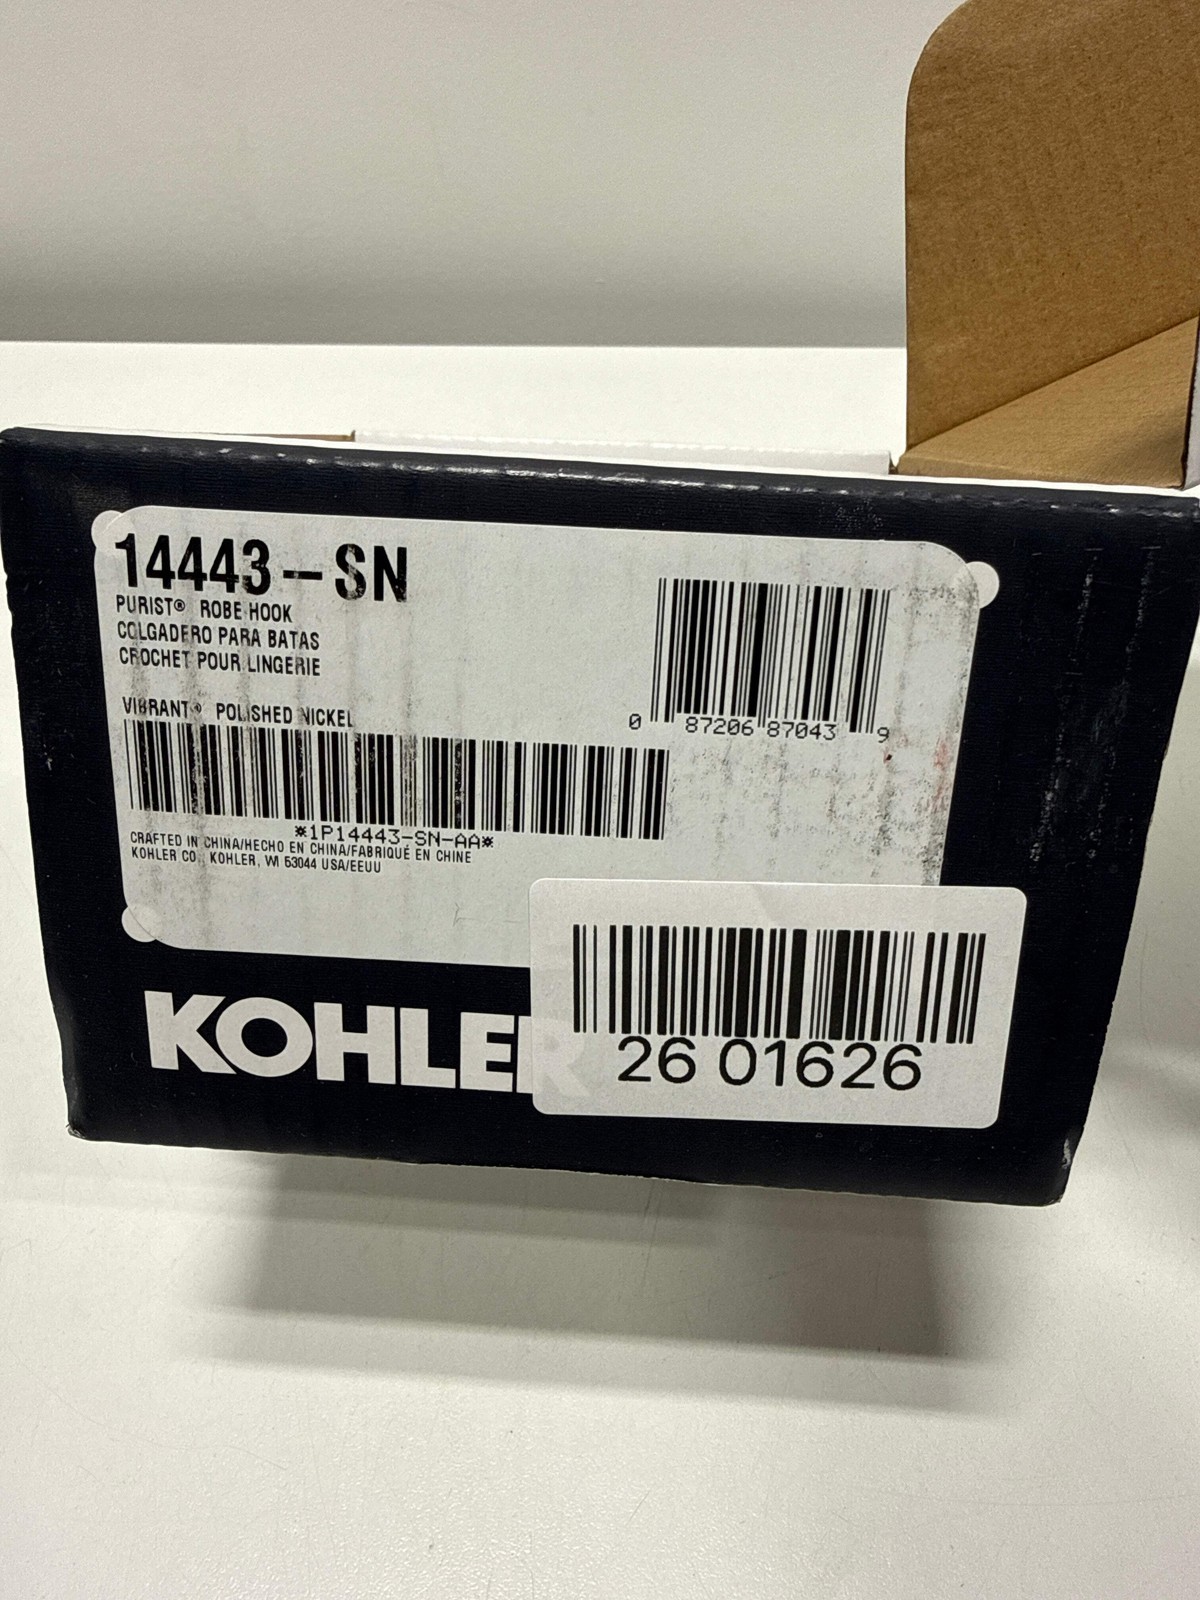 14443-SN
PURIST® ROBE HOOK
COLGADERO PARA BATAS
CROCHET POUR LINGERIE
VIBRANT® POLISHED NICKEL
0 87206 87043 9
*1P14443-SN-AA*
CRAFTED IN CHINA/HECHO EN CHINA/FABRIQUÉ EN CHINE
KOHLER CO., KOHLER, WI 53044 USA/EEUU
KOHLER
26 01626